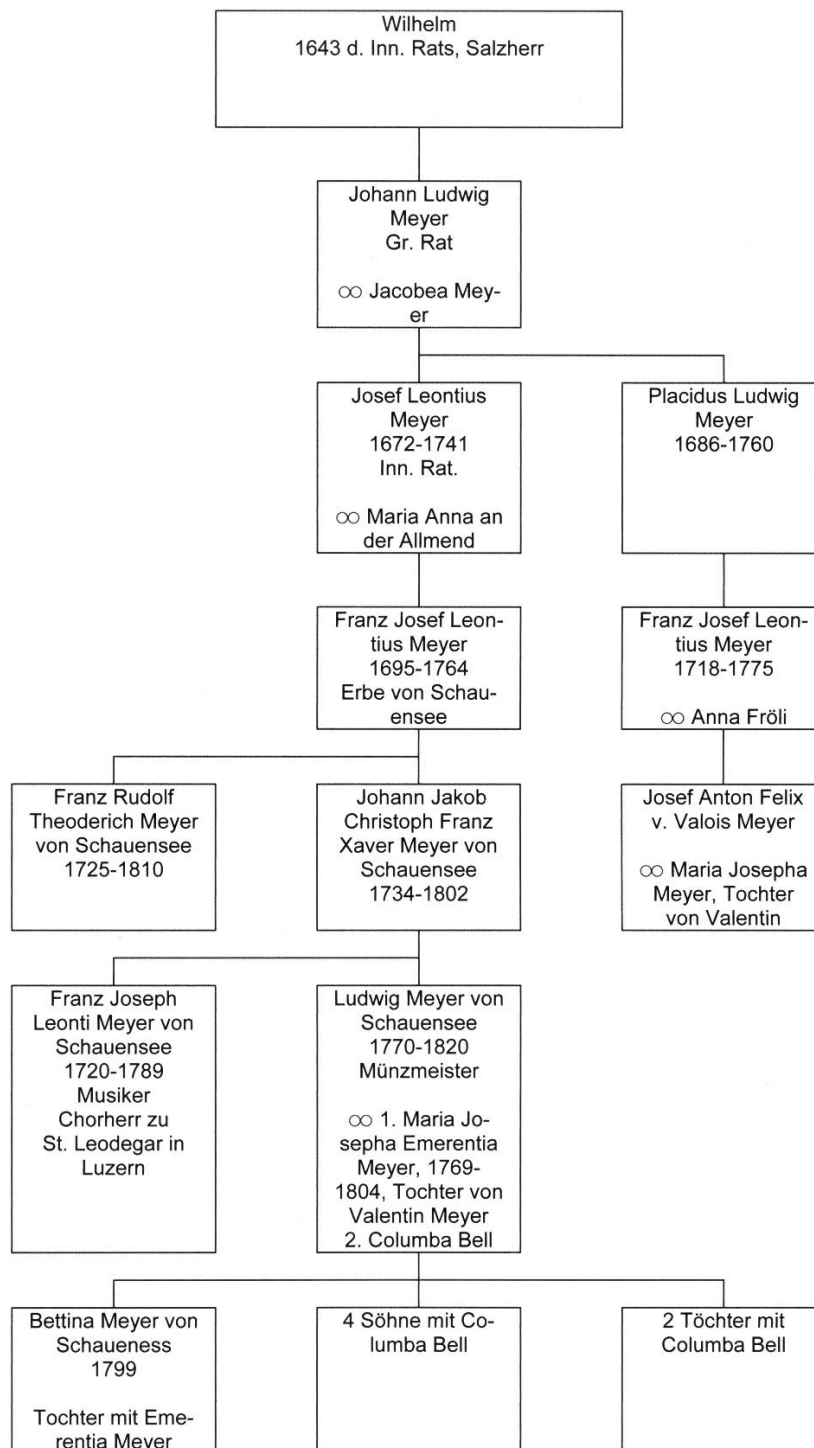 Wilhelm
1643 d. Inn. Rats, Salzherr
Johann Ludwig
Meyer
Gr. Rat
∞ Jacobea Mey-
er
Josef Leontius
Meyer
1672-1741
Inn. Rat.
∞ Maria Anna an
der Allmend
Placidus Ludwig
Meyer
1686-1760
Franz Josef Leon-
tius Meyer
1695-1764
Erbe von Schau-
ensee
Franz Josef Leon-
tius Meyer
1718-1775
∞ Anna Fröli
Franz Rudolf
Theoderich Meyer
von Schauensee
1725-1810
Johann Jakob
Christoph Franz
Xaver Meyer von
Schauensee
1734-1802
Josef Anton Felix
v. Valois Meyer
∞ Maria Josepha
Meyer, Tochter
von Valentin
Franz Joseph
Leonti Meyer von
Schauensee
1720-1789
Musiker
Chorherr zu
St. Leodegar in
Luzern
Ludwig Meyer von
Schauensee
1770-1820
Münzmeister
∞ 1. Maria Jo-
sepha Emerentia
Meyer, 1769-
1804, Tochter von
Valentin Meyer
2. Columba Bell
Bettina Meyer von
Schaueness
1799
Tochter mit Eme-
rentia Meyer
4 Söhne mit Co-
lumba Bell
2 Töchter mit
Columba Bell